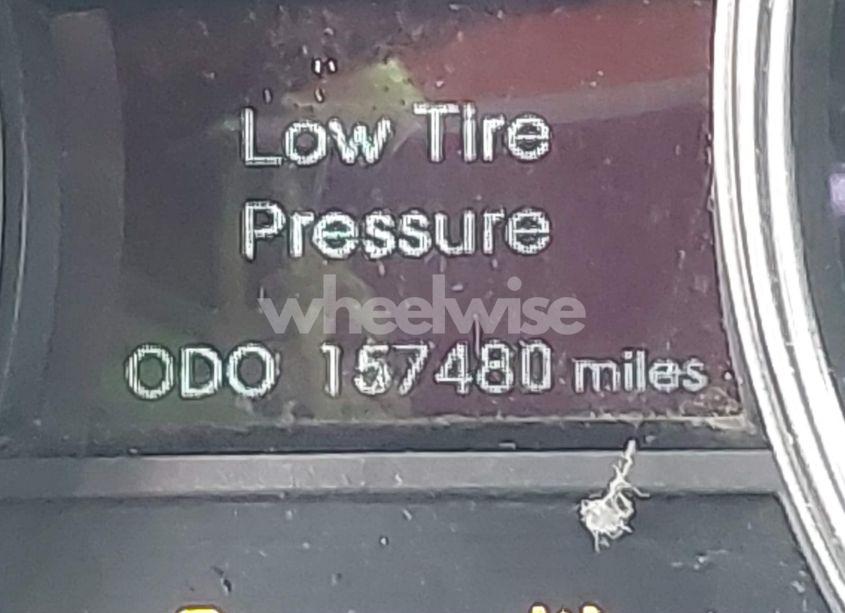 Low Tire
Pressure
wheelwise
ODO 157480 miles